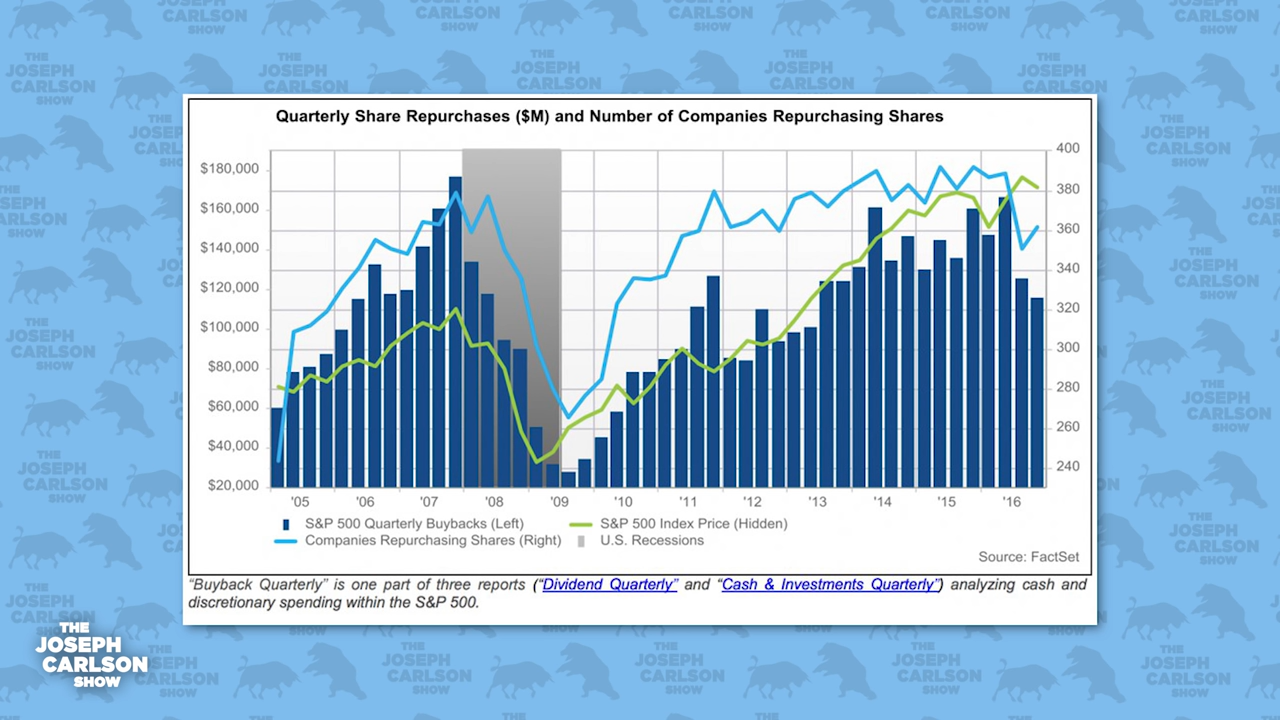 Quarterly Share Repurchases ($M) and Number of Companies Repurchasing Shares
$180,000
$160,000
$140,000
$120,000
$100,000
$80,000
$60,000
$40,000
$20,000
400
380
360
340
320
300
280
260
240
'05 '06 '07 '08 '09 '10 '11 '12 '13 '14 '15 '16
S&P 500 Quarterly Buybacks (Left) S&P 500 Index Price (Hidden)
Companies Repurchasing Shares (Right) U.S. Recessions
Source: FactSet
“Buyback Quarterly” is one part of three reports (“Dividend Quarterly” and “Cash & Investments Quarterly”) analyzing cash and
discretionary spending within the S&P 500.
THE
JOSEPH
CARLSON
SHOW